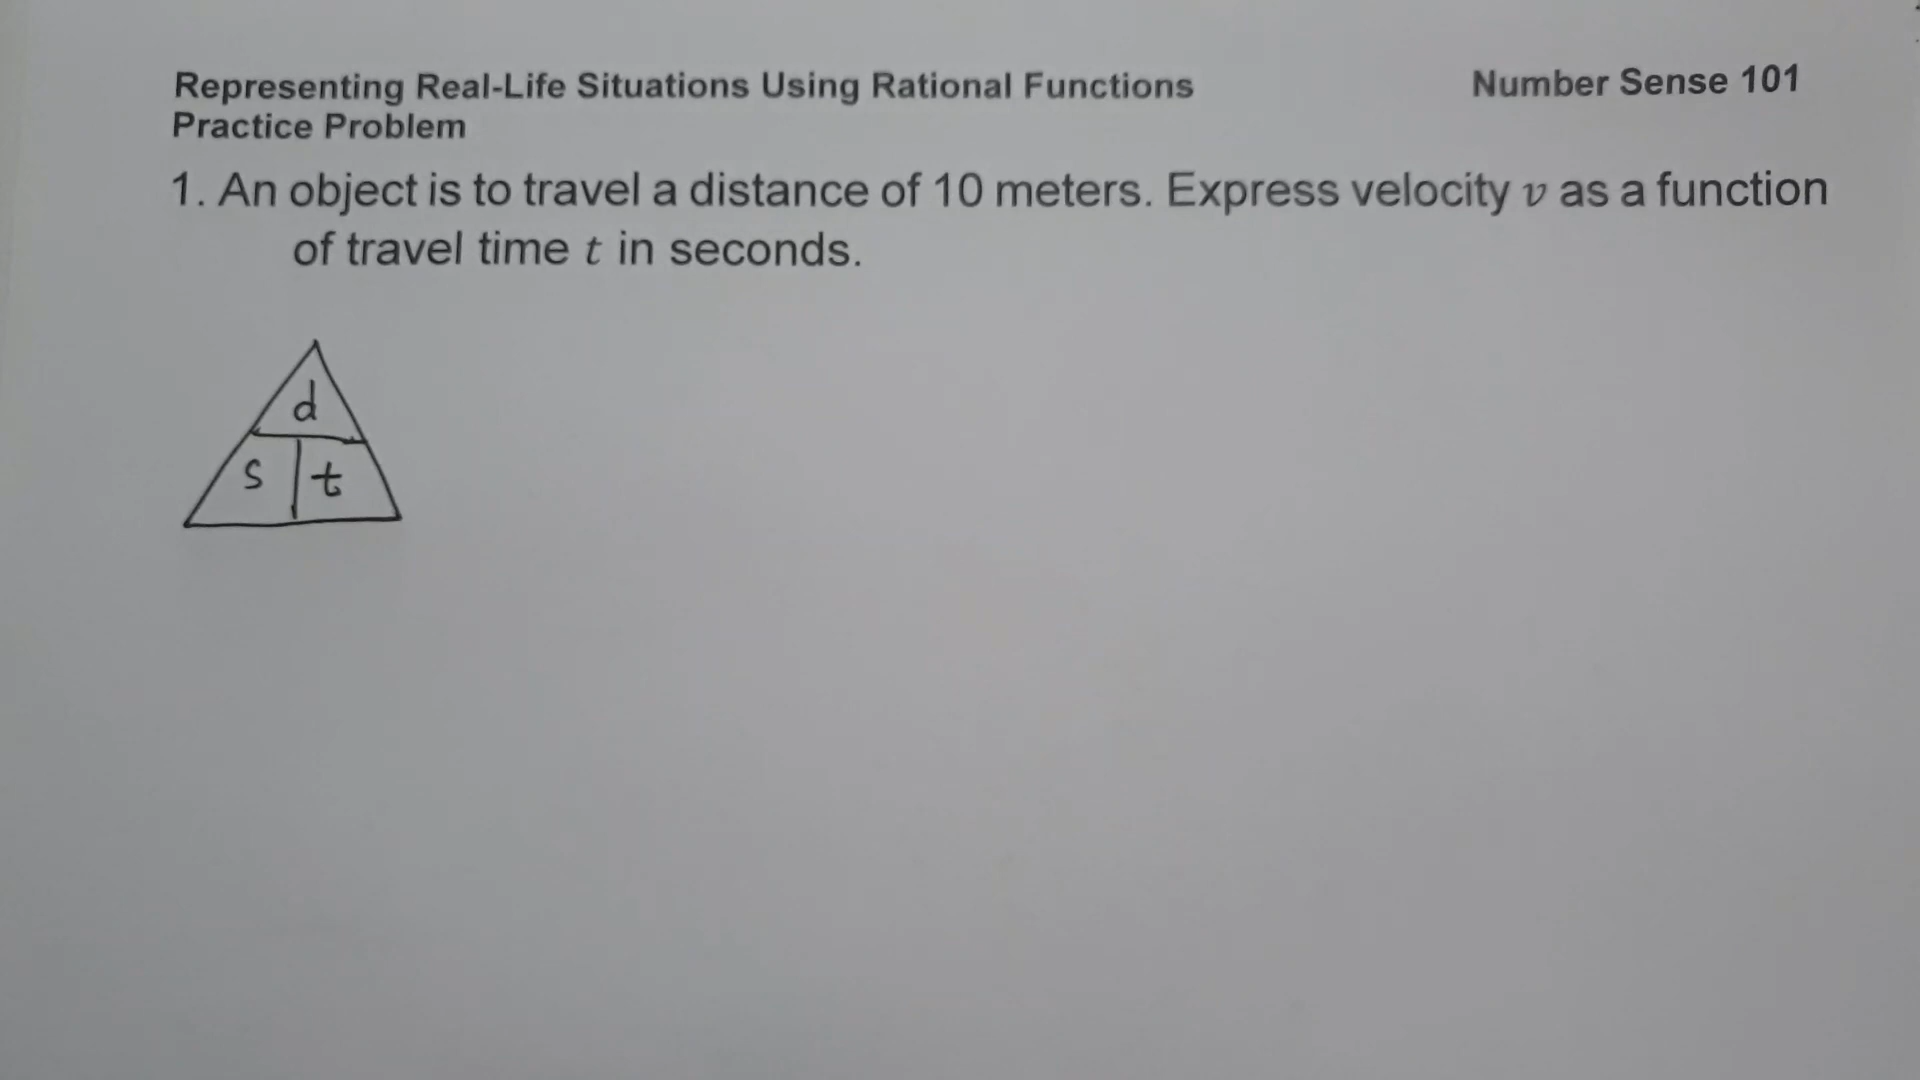 Representing Real-Life Situations Using Rational Functions
Number Sense 101
Practice Problem
1. An object is to travel a distance of 10 meters. Express velocity v as a function
of travel time t in seconds.
d
s t